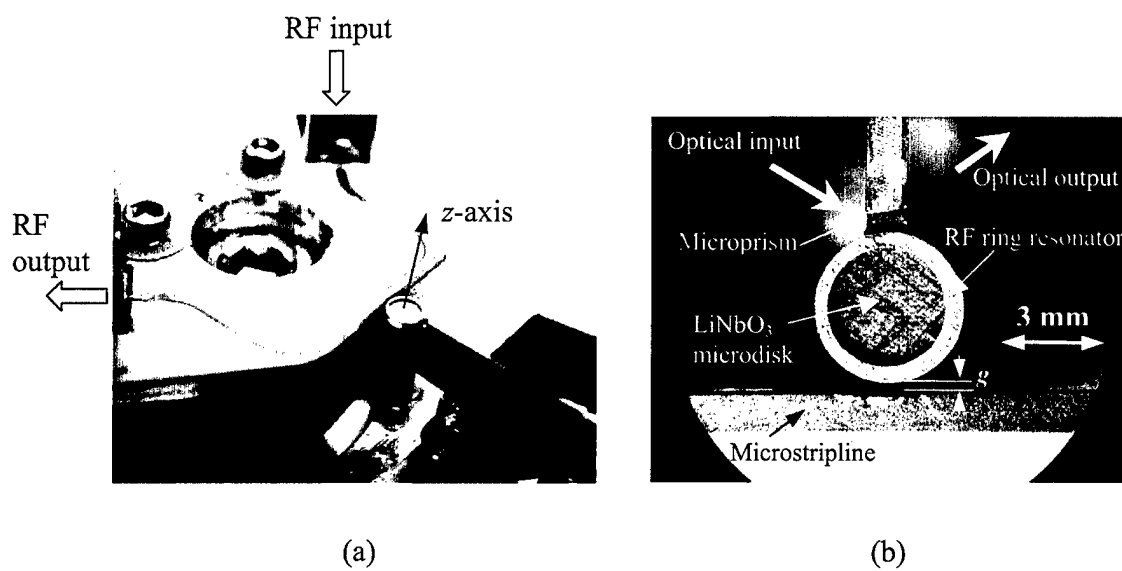 RF input
RF
output
z-axis
Optical input
Optical output
Microprism
RF ring resonator
LiNbO3
microdisk
3 mm
g
Microstripline
(a)
(b)